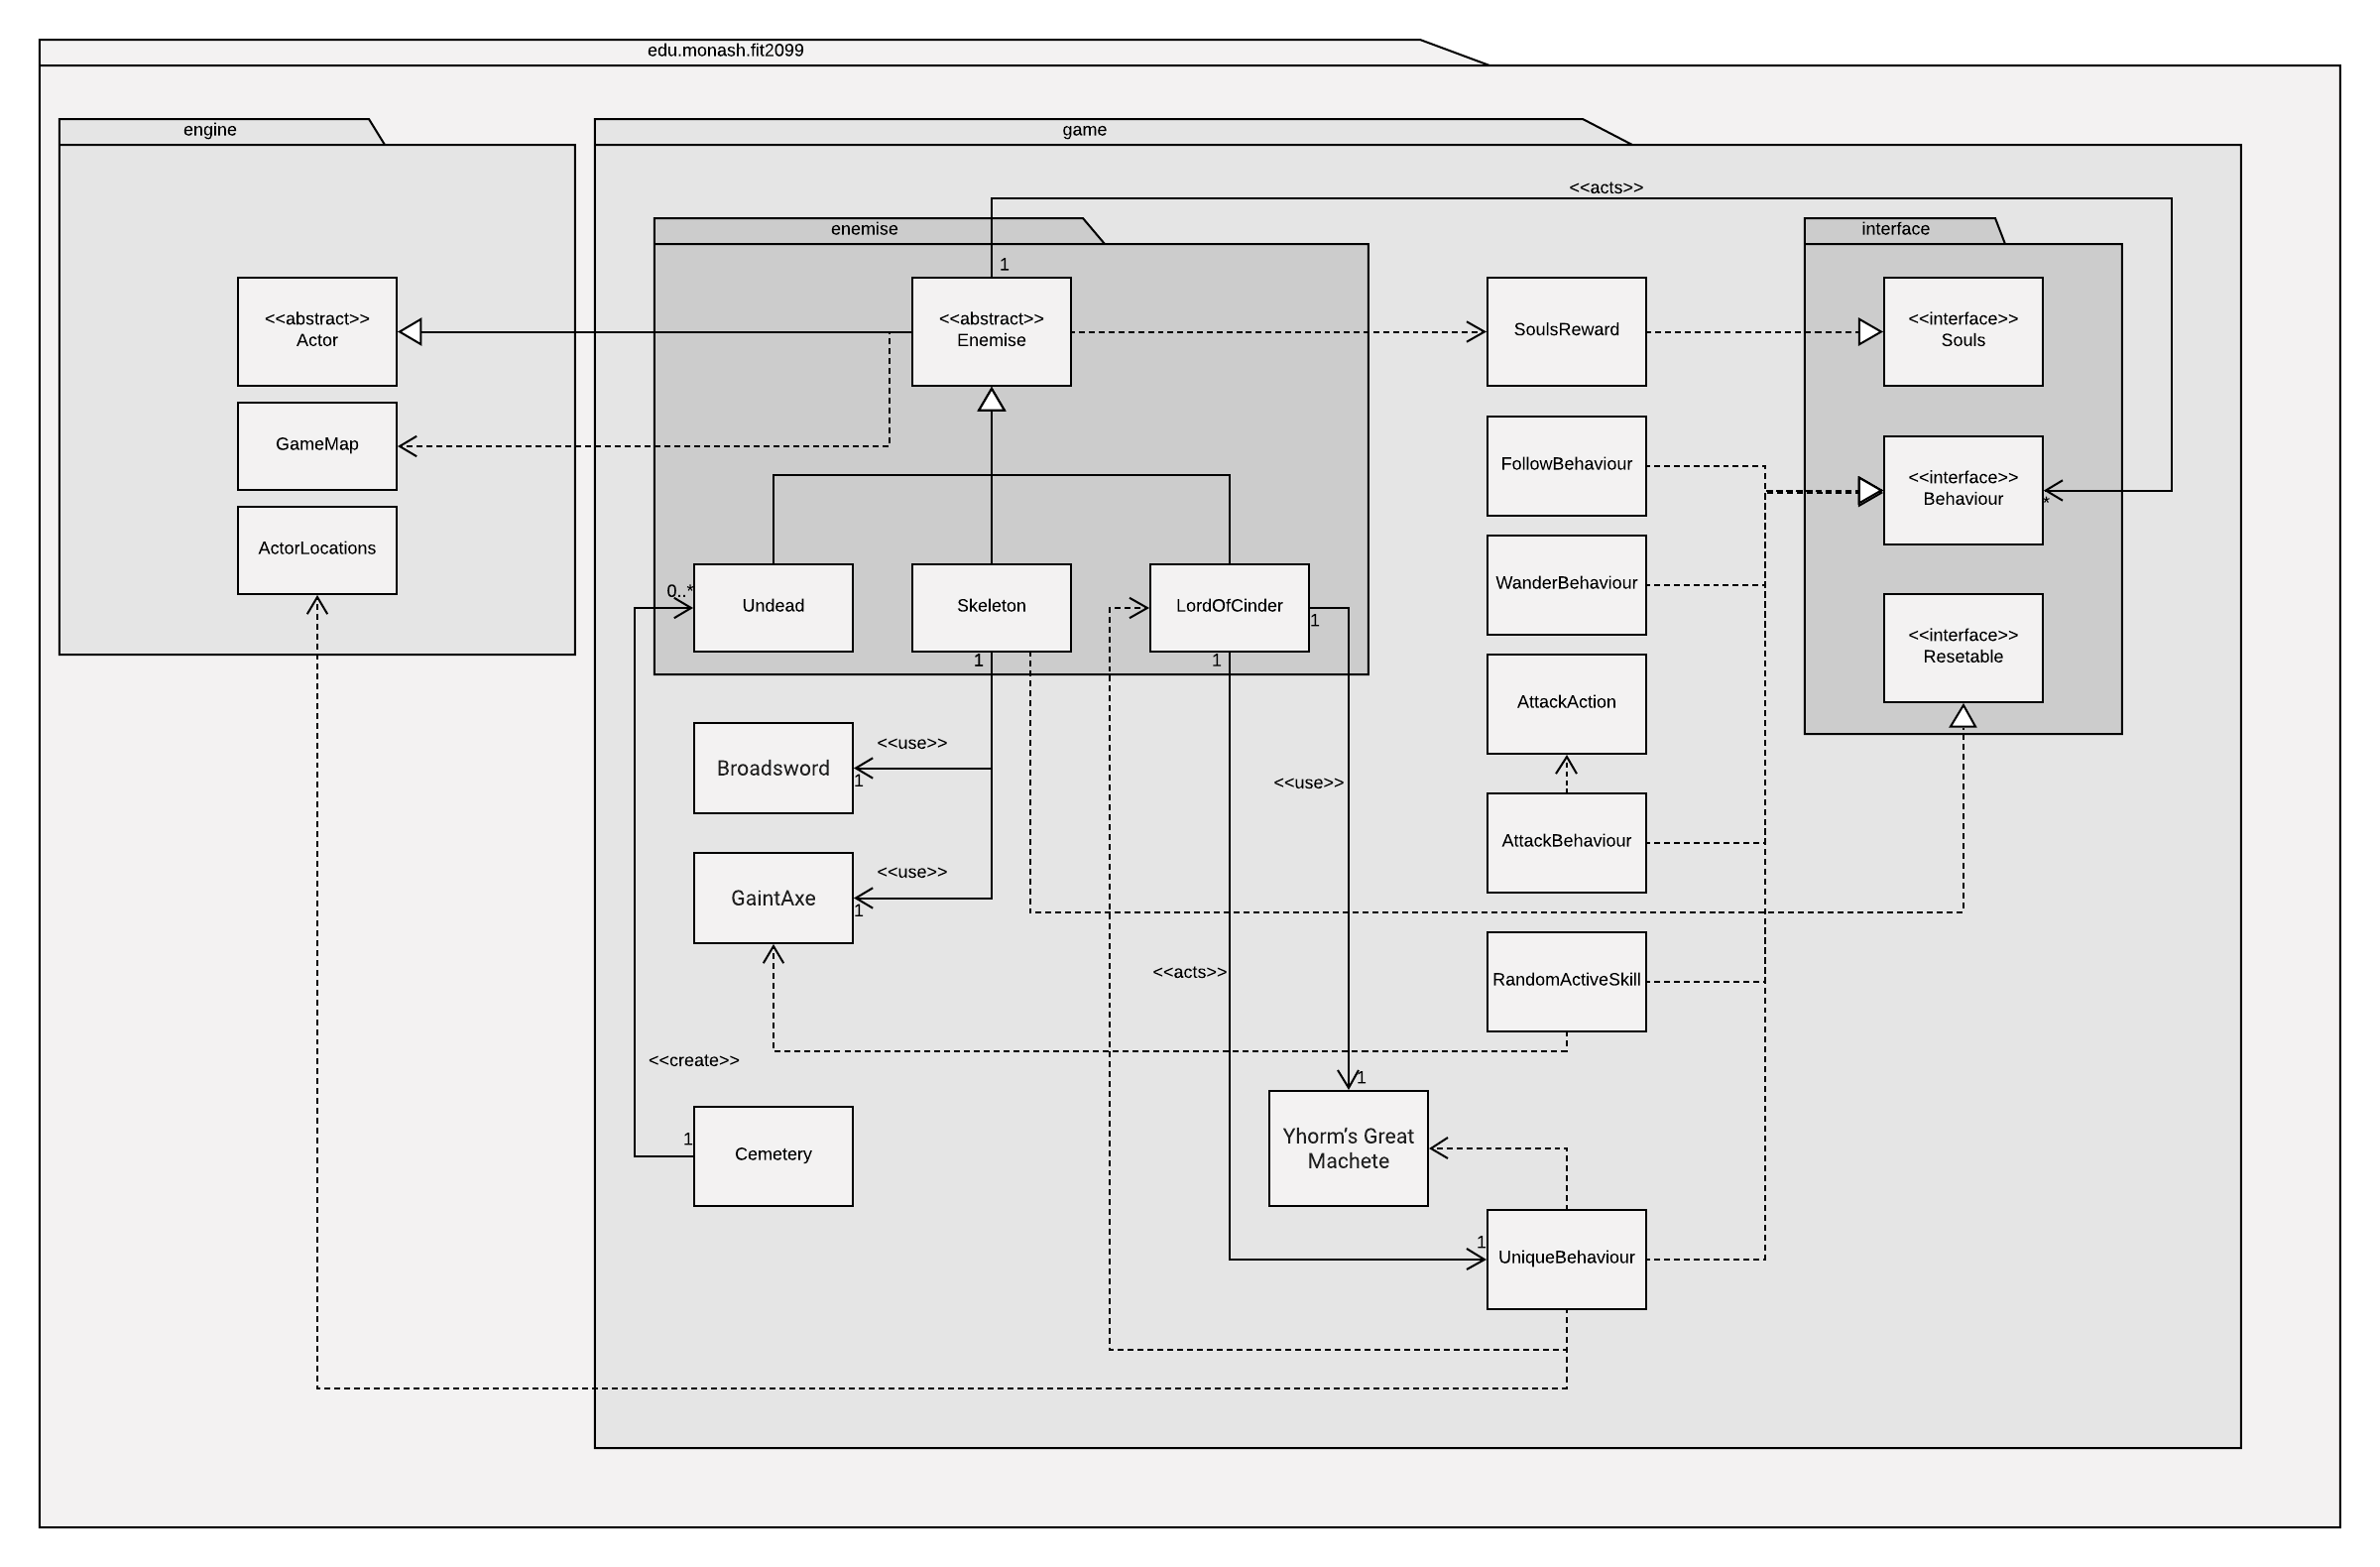 edu.monash.fit2099
engine
game
<<acts>>
enemise
interface
1
<<abstract>>
Actor
<<abstract>>
Enemise
SoulsReward
<<interface>>
Souls
GameMap
FollowBehaviour
<<interface>>
Behaviour
*
ActorLocations
0..*
Undead
Skeleton
LordOfCinder
1
1
1
WanderBehaviour
<<interface>>
Resetable
AttackAction
<<use>>
Broadsword
1
<<use>>
AttackBehaviour
<<use>>
GaintAxe
1
<<acts>>
RandomActiveSkill
<<create>>
1
1
Cemetery
Yhorm's Great
Machete
1
UniqueBehaviour